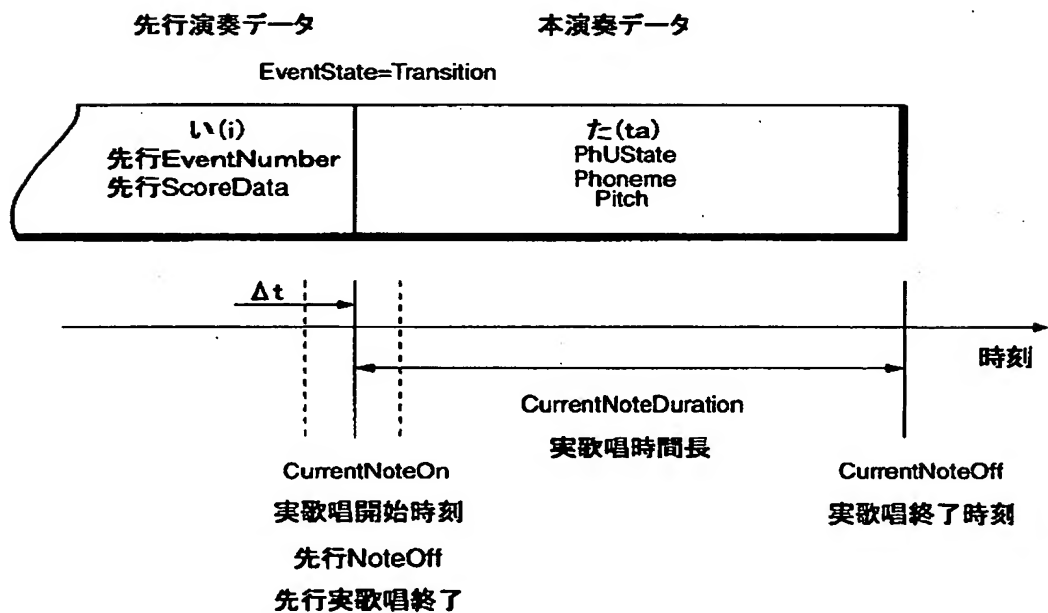 先行演奏データ
本演奏データ
EventState=Transition
い(i)
先行EventNumber
先行ScoreData
た(ta)
PhUState
Phoneme
Pitch
Δt
時刻
CurrentNoteDuration
実歌唱時間長
CurrentNoteOn
実歌唱開始時刻
先行NoteOff
先行実歌唱終了
CurrentNoteOff
実歌唱終了時刻